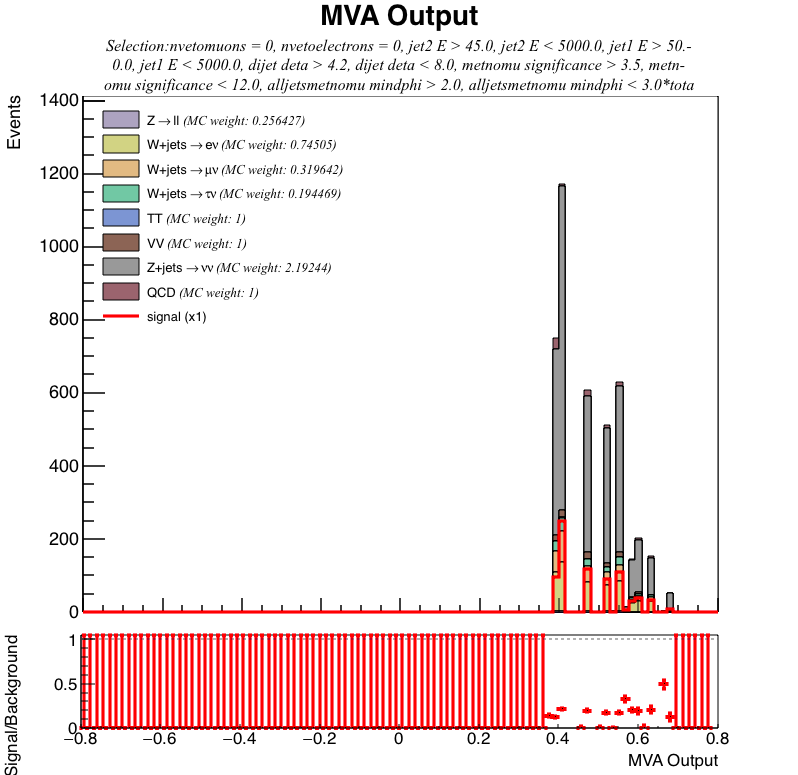 MVA Output
Selection:nvetomuons = 0, nvetoelectrons = 0, jet2 E > 45.0, jet2 E < 5000.0, jet1 E > 50.-
0.0, jet1 E < 5000.0, dijet deta > 4.2, dijet deta < 8.0, metnomu significance > 3.5, metn-
omu significance < 12.0, alljetsmetnomu mindphi > 2.0, alljetsmetnomu mindphi < 3.0*tota
Events
1400
1200
1000
800
600
400
200
0
Z→ll (MC weight: 0.256427)
W+jets→eν (MC weight: 0.74505)
W+jets→μν (MC weight: 0.319642)
W+jets→τν (MC weight: 0.194469)
TT (MC weight: 1)
VV (MC weight: 1)
Z+jets→νν (MC weight: 2.19244)
QCD (MC weight: 1)
signal (x1)
Signal/Background
1
0.5
0
−0.8 −0.6 −0.4 −0.2 0 0.2 0.4 0.6 0.8
MVA Output